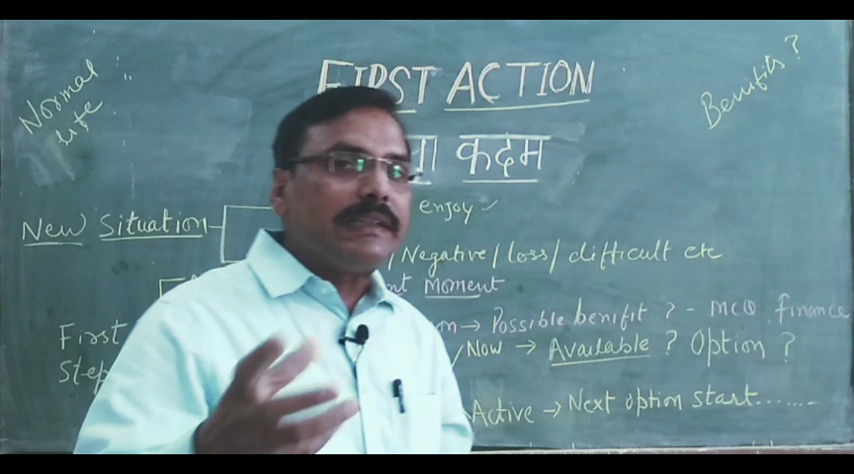 Normal
life
Benifits?
FIRST ACTION
कदम
New Situation
enjoy
/Negative/loss/difficult etc
Moment
First
Step
→ Possible benifit ? - MCQ, finance
/Now → Available ? Option ?
Active → Next option start.......